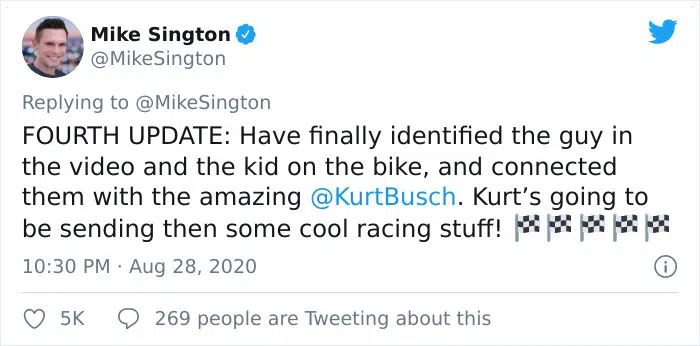 Mike Sington
@MikeSington
Replying to @MikeSington
FOURTH UPDATE: Have finally identified the guy in
the video and the kid on the bike, and connected
them with the amazing @KurtBusch. Kurt’s going to
be sending then some cool racing stuff! 🏁🏁🏁🏁🏁
10:30 PM · Aug 28, 2020
5K 269 people are Tweeting about this